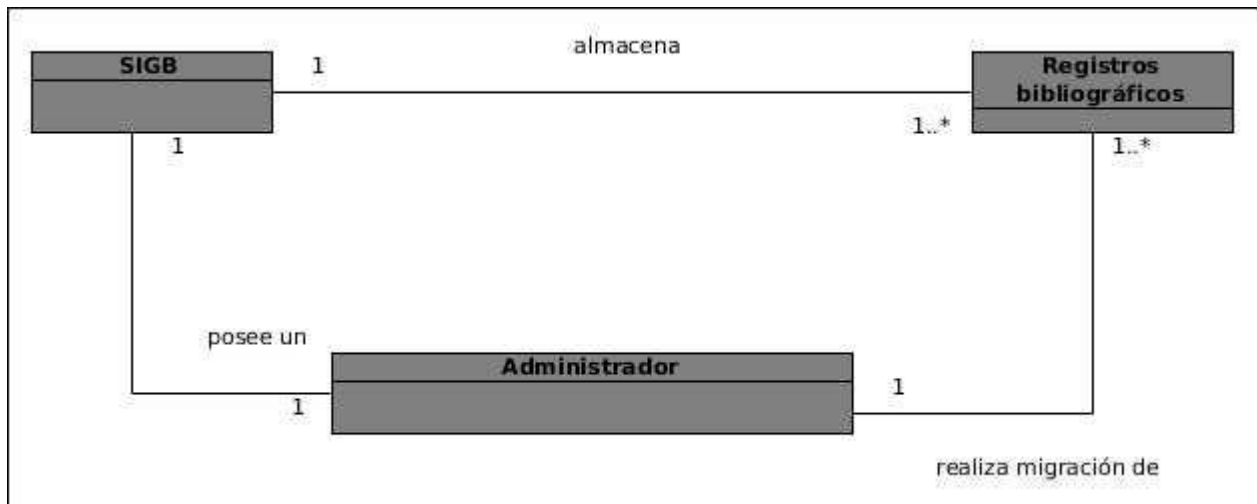 almacena
SIGB
1
Registros
bibliográficos
1..*
1
1..*
posee un
Administrador
1
1
realiza migración de